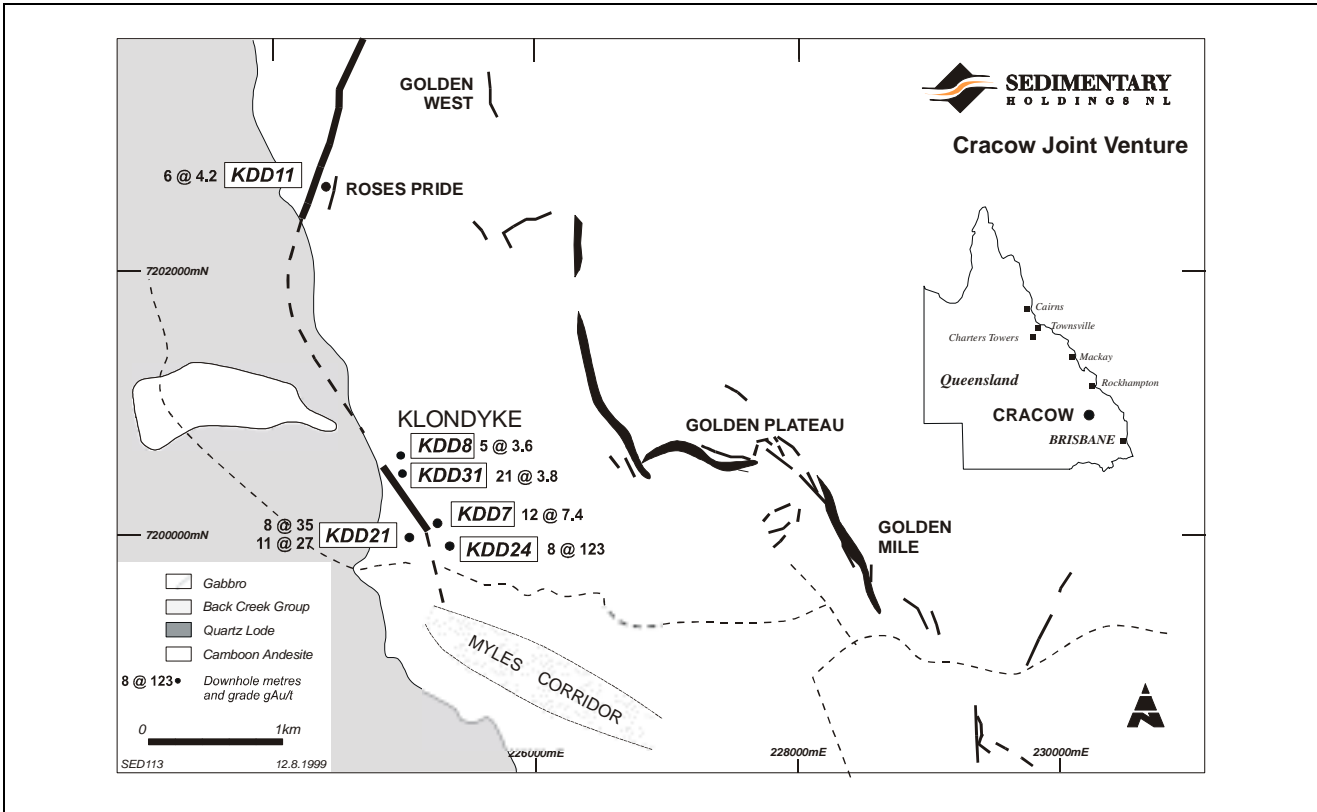 GOLDEN
WEST
SEDIMENTARY
HOLDINGS NL
Cracow Joint Venture
6 @ 4.2 KDD11 ROSES PRIDE
7202000mN
Cairns
Townsville
Charters Towers
Mackay
Queensland
Rockhampton
CRACOW
BRISBANE
KLONDYKE
KDD8 5 @ 3.6
KDD31 21 @ 3.8
KDD7 12 @ 7.4
8 @ 35
11 @ 27 KDD21
KDD24 8 @ 123
GOLDEN PLATEAU
GOLDEN
MILE
7200000mN
Gabbro
Back Creek Group
Quartz Lode
Camboon Andesite
8 @ 123 Downhole metres
and grade gAu/t
0 1km
SED113 12.8.1999
MYLES CORRIDOR
226000mE
228000mE
230000mE
N